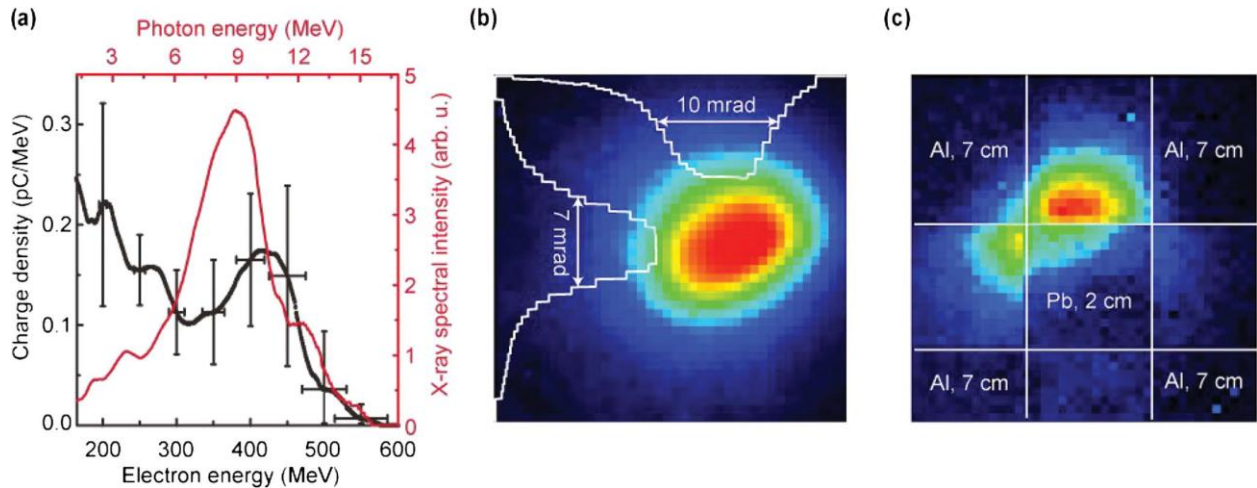 (a)
Photon energy (MeV)
3 6 9 12 15
Charge density (pC/MeV)
0.3
0.2
0.1
0.0
5
4
3
2
1
0
X-ray spectral intensity (arb. u.)
200 300 400 500 600
Electron energy (MeV)
(b)
10 mrad
7 mrad
(c)
Al, 7 cm Al, 7 cm
Pb, 2 cm
Al, 7 cm Al, 7 cm